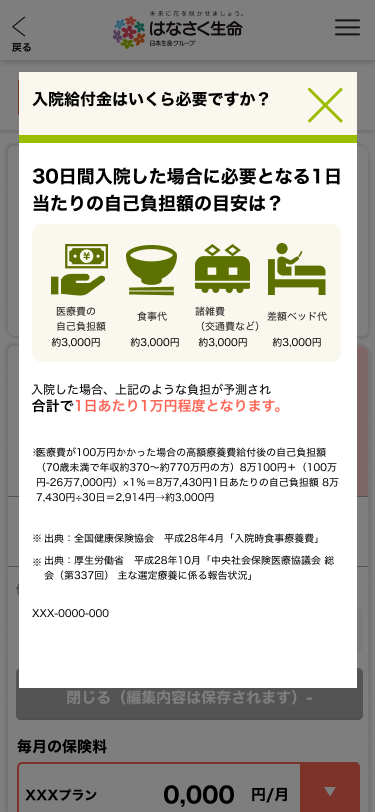 未来に花を咲かせましょう。
はなさく生命
日本生命グループ
戻る
入院給付金はいくら必要ですか？
30日間入院した場合に必要となる1日
当たりの自己負担額の目安は？
医療費の
自己負担額
約3,000円
食事代
約3,000円
諸雑費
（交通費など）
約3,000円
差額ベッド代
約3,000円
入院した場合、上記のような負担が予測され
合計で1日あたり1万円程度となります。
※医療費が100万円かかった場合の高額療養費給付後の自己負担額
（70歳未満で年収約370〜約770万円の方）8万100円＋（100万
円-26万7,000円）×1％＝8万7,430円1日あたりの自己負担額 8万
7,430円÷30日＝2,914円→約3,000円
※ 出典：全国健康保険協会　平成28年4月「入院時食事療養費」
※ 出典：厚生労働省　平成28年10月「中央社会保険医療協議会 総
会（第337回） 主な選定療養に係る報告状況」
XXX-0000-000
閉じる（編集内容は保存されます）-
毎月の保険料
XXXプラン
0,000 円/月